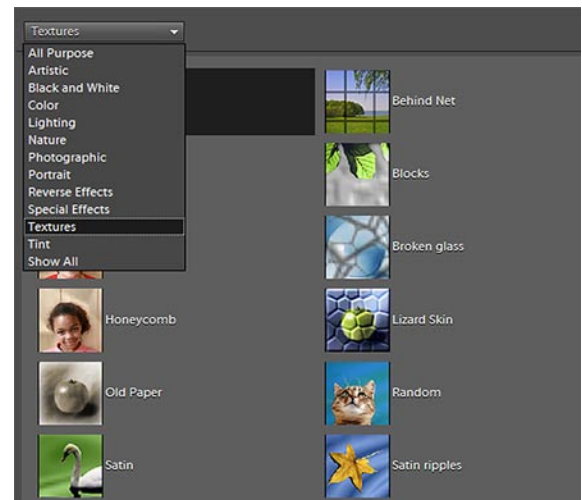 Textures
All Purpose
Artistic
Black and White
Color
Lighting
Nature
Photographic
Portrait
Reverse Effects
Special Effects
Textures
Tint
Show All
Behind Net
Blocks
Broken glass
Honeycomb
Lizard Skin
Old Paper
Random
Satin
Satin ripples